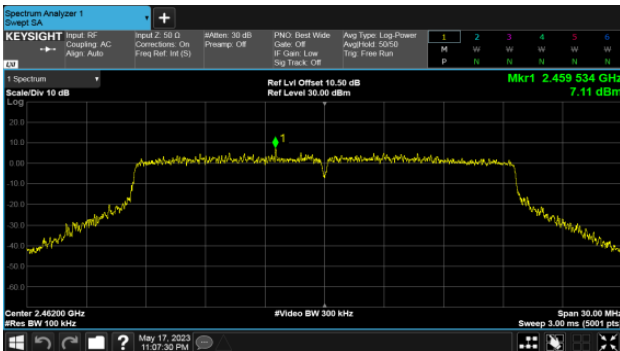 Spectrum Analyzer 1
Swept SA
+
KEYSIGHT Input: RF
Coupling: AC
Align: Auto
Input Z: 50 Ω
Corrections: On
Freq Ref: Int (S)
#Atten: 30 dB
Preamp: Off
PNO: Best Wide
Gate: Off
IF Gain: Low
Sig Track: Off
Avg Type: Log-Power
Avg|Hold: 50/50
Trig: Free Run
1 2 3 4 5 6
M W W W W W
P N N N N N
LXI
1 Spectrum
Scale/Div 10 dB
Log
Ref Lvl Offset 10.50 dB
Ref Level 30.00 dBm
Mkr1 2.459 534 GHz
7.11 dBm
1
20.0
10.0
0.00
-10.0
-20.0
-30.0
-40.0
-50.0
-60.0
Center 2.46200 GHz
#Res BW 100 kHz
#Video BW 300 kHz
Span 30.00 MHz
Sweep 3.00 ms (5001 pts)
?
May 17, 2023
11:07:30 PM